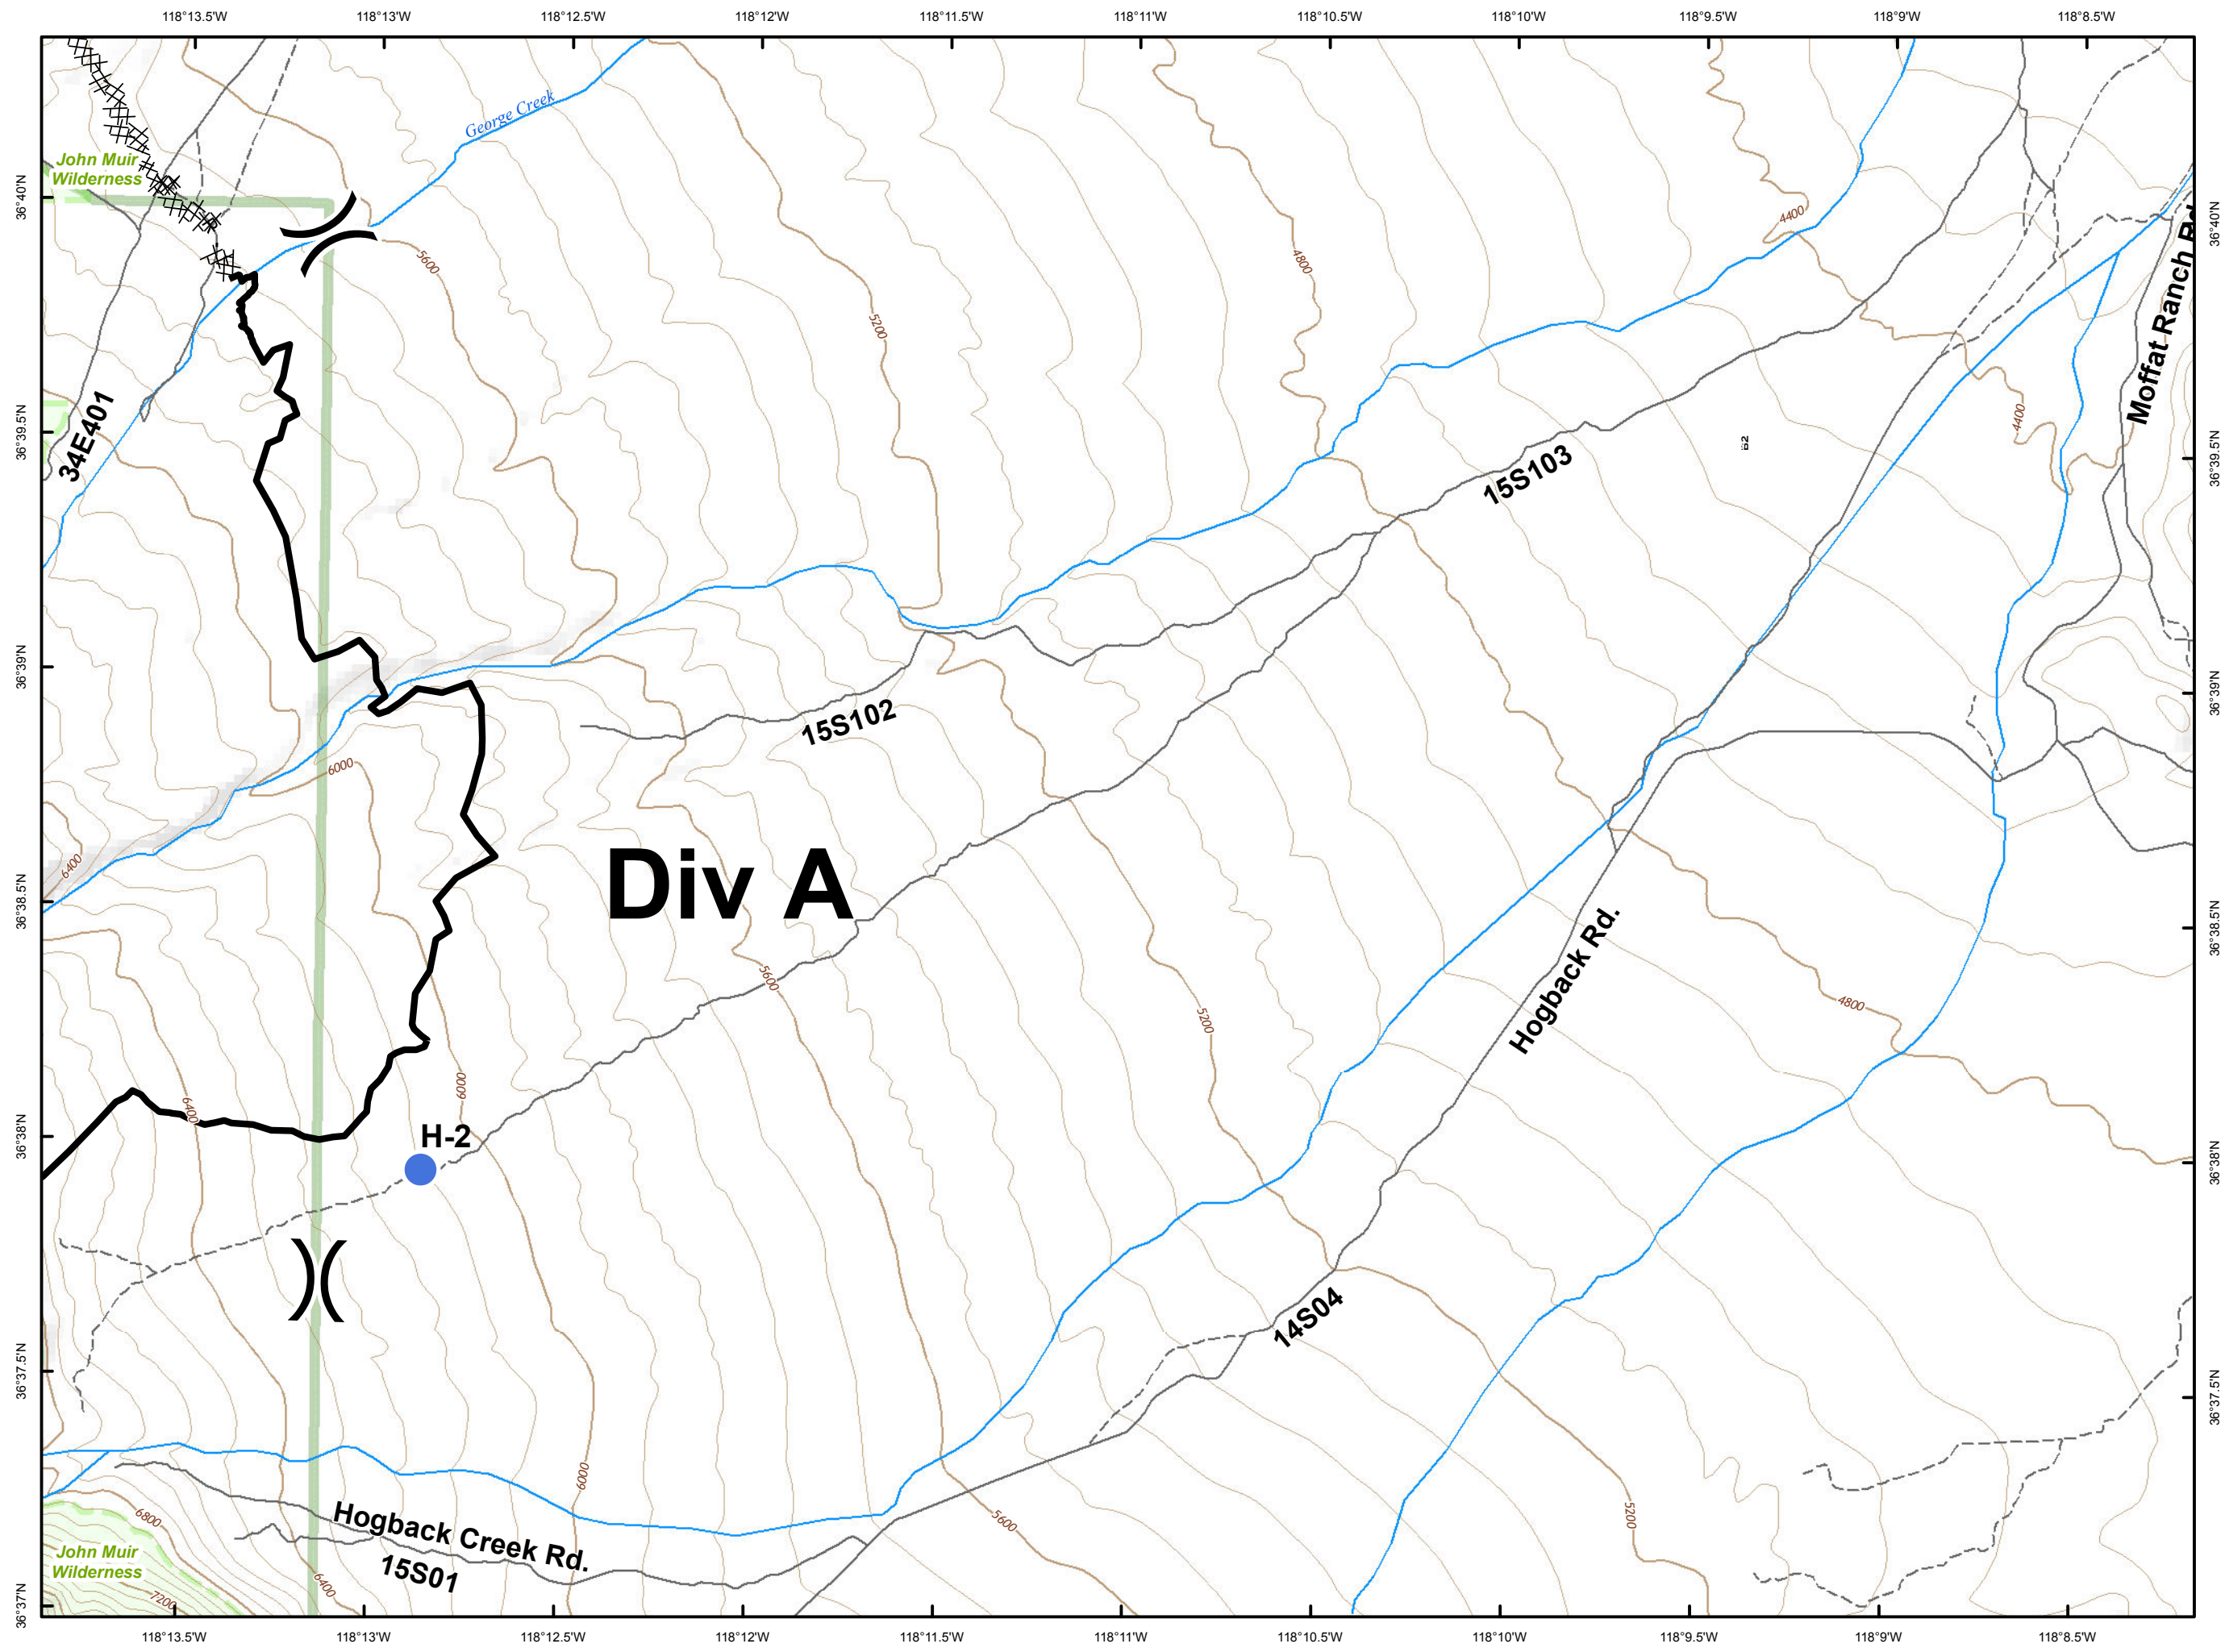 118°13.5'W 118°13'W 118°12.5'W 118°12'W 118°11.5'W 118°11'W 118°10.5'W 118°10'W 118°9.5'W 118°9'W 118°8.5'W
George Creek
John Muir
Wilderness
36°40'N
36°40'N
4400
Moffat Ranch Rd.
5600
4800
5200
34E401
4400
36°39.5'N
36°39.5'N
15S103
36°39'N
36°39'N
15S102
6000
6400
Div A
36°38.5'N
36°38.5'N
Hogback Rd.
5600
5200
4800
6400
6000
H-2
36°38'N
36°38'N
14S04
36°37.5'N
36°37.5'N
6000
6800
5600
5200
Hogback Creek Rd.
15S01
John Muir
Wilderness
6400
7200
36°37'N
118°13.5'W 118°13'W 118°12.5'W 118°12'W 118°11.5'W 118°11'W 118°10.5'W 118°10'W 118°9.5'W 118°9'W 118°8.5'W